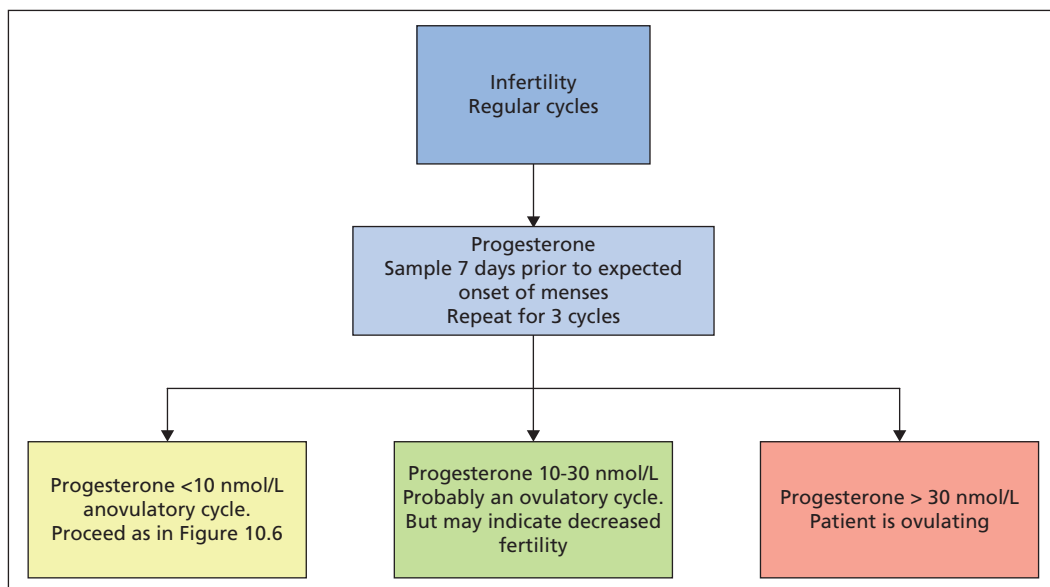 Infertility
Regular cycles
Progesterone
Sample 7 days prior to expected
onset of menses
Repeat for 3 cycles
Progesterone <10 nmol/L
anovulatory cycle.
Proceed as in Figure 10.6
Progesterone 10-30 nmol/L
Probably an ovulatory cycle.
But may indicate decreased
fertility
Progesterone > 30 nmol/L
Patient is ovulating